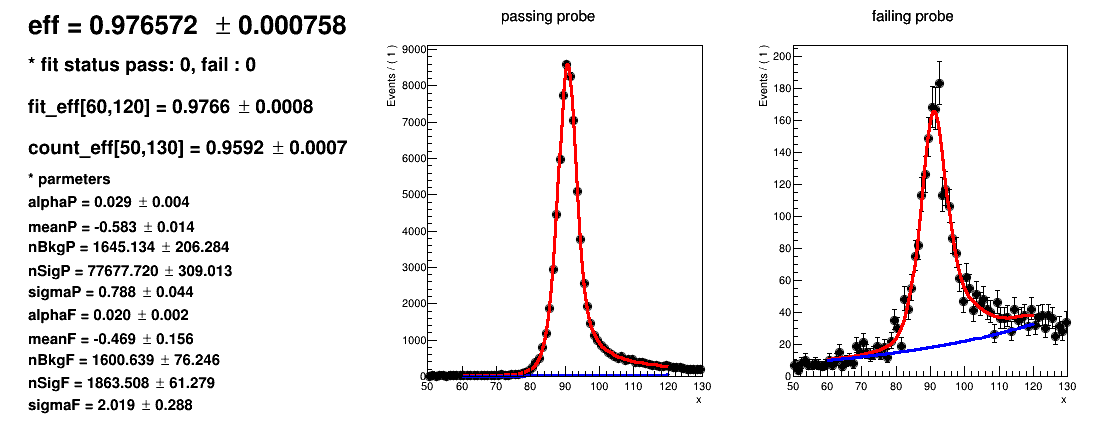 eff = 0.976572 ± 0.000758
* fit status pass: 0, fail : 0
fit_eff[60,120] = 0.9766 ± 0.0008
count_eff[50,130] = 0.9592 ± 0.0007
* parmeters
alphaP = 0.029 ± 0.004
meanP = -0.583 ± 0.014
nBkgP = 1645.134 ± 206.284
nSigP = 77677.720 ± 309.013
sigmaP = 0.788 ± 0.044
alphaF = 0.020 ± 0.002
meanF = -0.469 ± 0.156
nBkgF = 1600.639 ± 76.246
nSigF = 1863.508 ± 61.279
sigmaF = 2.019 ± 0.288
passing probe
Events / ( 1 )
9000
8000
7000
6000
5000
4000
3000
2000
1000
0
50 60 70 80 90 100 110 120 130
x
failing probe
Events / ( 1 )
200
180
160
140
120
100
80
60
40
20
0
50 60 70 80 90 100 110 120 130
x